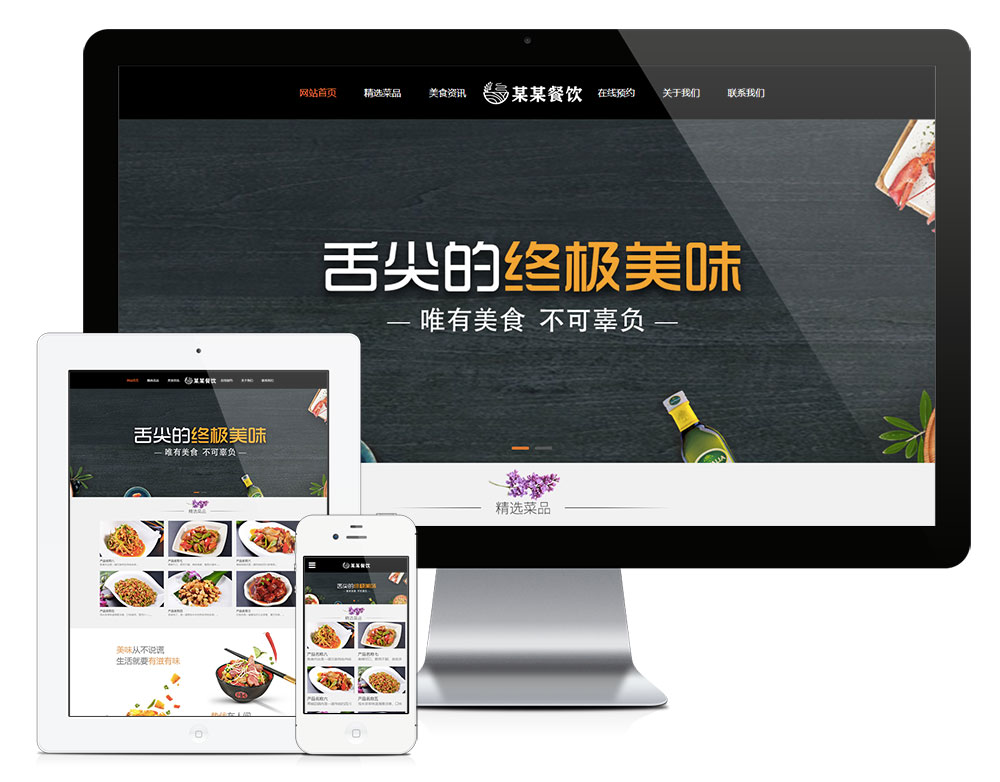 网站首页 精选菜品 美食资讯 某某餐饮 在线预约 关于我们 联系我们
舌尖的终极美味
— 唯有美食 不可辜负 —
精选菜品
网站首页 精选菜品 美食资讯 某某餐饮 在线预约 关于我们 联系我们
舌尖的终极美味
— 唯有美食 不可辜负 —
精选菜品
美味从不说谎
生活就要有滋有味
某某餐饮
舌尖的终极美味
精选菜品
产品名称八 产品名称七
产品名称六 产品名称五